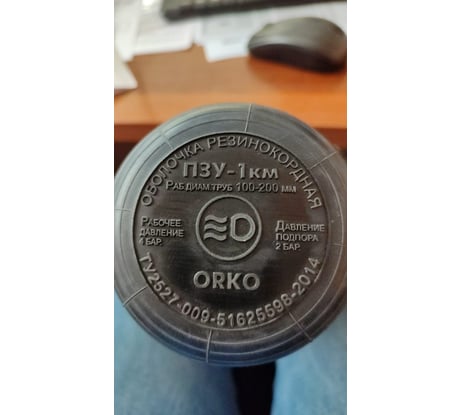 ОБОЛОЧКА РЕЗИНОКОРДНАЯ
ПЗУ-1КМ
РАБ.ДИАМ.ТРУБ 100-200 ММ
РАБОЧЕЕ
ДАВЛЕНИЕ
4 БАР
ДАВЛЕНИЕ
ПОДПОРА
2 БАР
ORKO
ТУ2527-009-51625598-2014